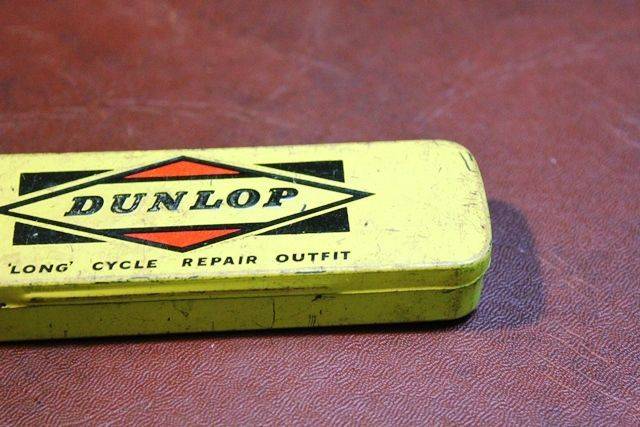 DUNLOP
'LONG' CYCLE REPAIR OUTFIT